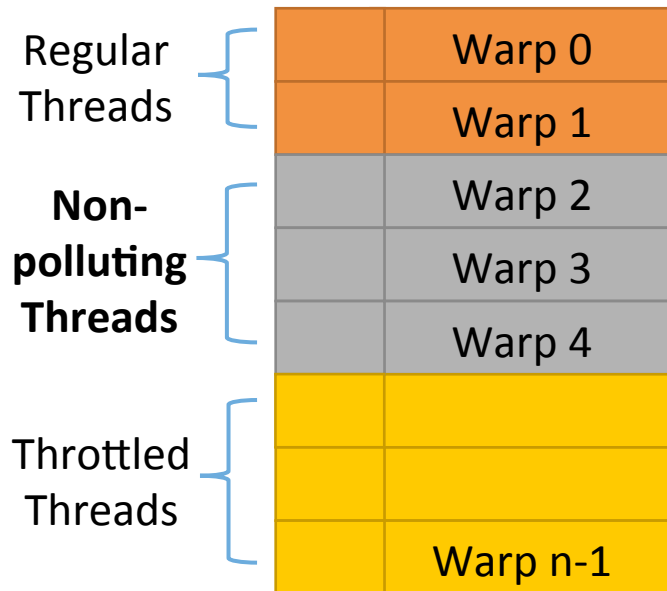 Regular
Threads
Warp 0
Warp 1
Non-
polluting
Threads
Warp 2
Warp 3
Warp 4
Throttled
Threads
Warp n-1